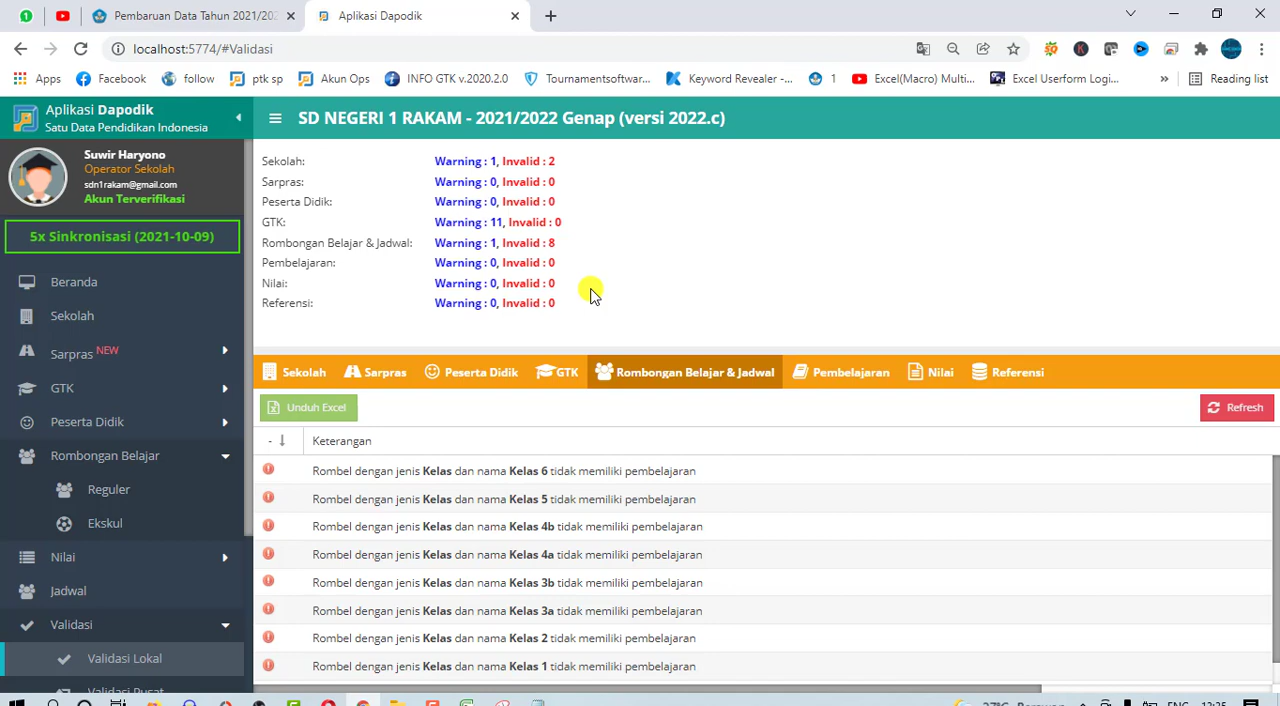 Pembaruan Data Tahun 2021/202
Aplikasi Dapodik
localhost:5774/#Validasi
Apps
Facebook
follow
ptk sp
Akun Ops
INFO GTK v.2020.2.0
Tournamentsoftwar...
Keyword Revealer -...
1
Excel(Macro) Multi...
Excel Userform Logi...
»
Reading list
Aplikasi Dapodik
Satu Data Pendidikan Indonesia
SD NEGERI 1 RAKAM - 2021/2022 Genap (versi 2022.c)
Suwir Haryono
Operator Sekolah
sdn1rakam@gmail.com
Akun Terverifikasi
5x Sinkronisasi (2021-10-09)
Beranda
Sekolah
Sarpras NEW
GTK
Peserta Didik
Rombongan Belajar
Reguler
Ekskul
Nilai
Jadwal
Validasi
Validasi Lokal
Validasi Pusat
Sekolah: Warning : 1, Invalid : 2
Sarpras: Warning : 0, Invalid : 0
Peserta Didik: Warning : 0, Invalid : 0
GTK: Warning : 11, Invalid : 0
Rombongan Belajar & Jadwal: Warning : 1, Invalid : 8
Pembelajaran: Warning : 0, Invalid : 0
Nilai: Warning : 0, Invalid : 0
Referensi: Warning : 0, Invalid : 0
Sekolah Sarpras Peserta Didik GTK Rombongan Belajar & Jadwal Pembelajaran Nilai Referensi
Unduh Excel
Refresh
- Keterangan
Rombel dengan jenis Kelas dan nama Kelas 6 tidak memiliki pembelajaran
Rombel dengan jenis Kelas dan nama Kelas 5 tidak memiliki pembelajaran
Rombel dengan jenis Kelas dan nama Kelas 4b tidak memiliki pembelajaran
Rombel dengan jenis Kelas dan nama Kelas 4a tidak memiliki pembelajaran
Rombel dengan jenis Kelas dan nama Kelas 3b tidak memiliki pembelajaran
Rombel dengan jenis Kelas dan nama Kelas 3a tidak memiliki pembelajaran
Rombel dengan jenis Kelas dan nama Kelas 2 tidak memiliki pembelajaran
Rombel dengan jenis Kelas dan nama Kelas 1 tidak memiliki pembelajaran
27°C Berawan
ENG